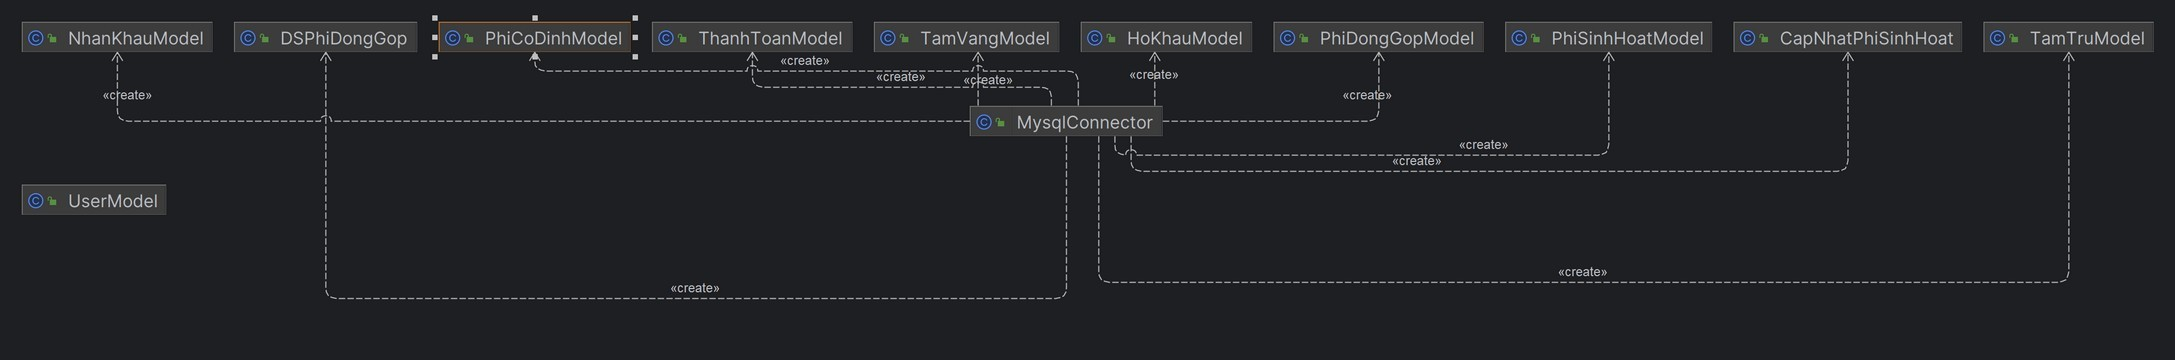 NhanKhauModel
DSPhiDongGop
PhiCoDinhModel
ThanhToanModel
TamVangModel
HoKhauModel
PhiDongGopModel
PhiSinhHoatModel
CapNhatPhiSinhHoat
TamTruModel
«create»
«create»
«create»
«create»
«create»
«create»
MysqlConnector
«create»
«create»
UserModel
«create»
«create»